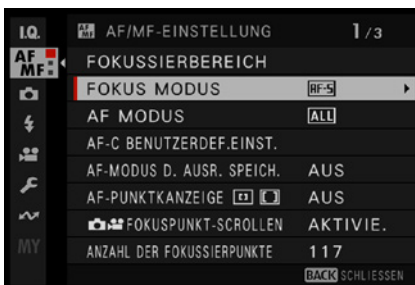 I.Q.
AF/MF-EINSTELLUNG 1/3
AF MF
FOKUSSIERBEREICH
FOKUS MODUS AF-S
AF MODUS ALL
AF-C BENUTZERDEF.EINST.
AF-MODUS D. AUSR. SPEICH. AUS
AF-PUNKTKANZEIGE AUS
FOKUSPUNKT-SCROLLEN AKTIVIE.
ANZAHL DER FOKUSSIERPUNKTE 117
MY
BACK SCHLIESSEN